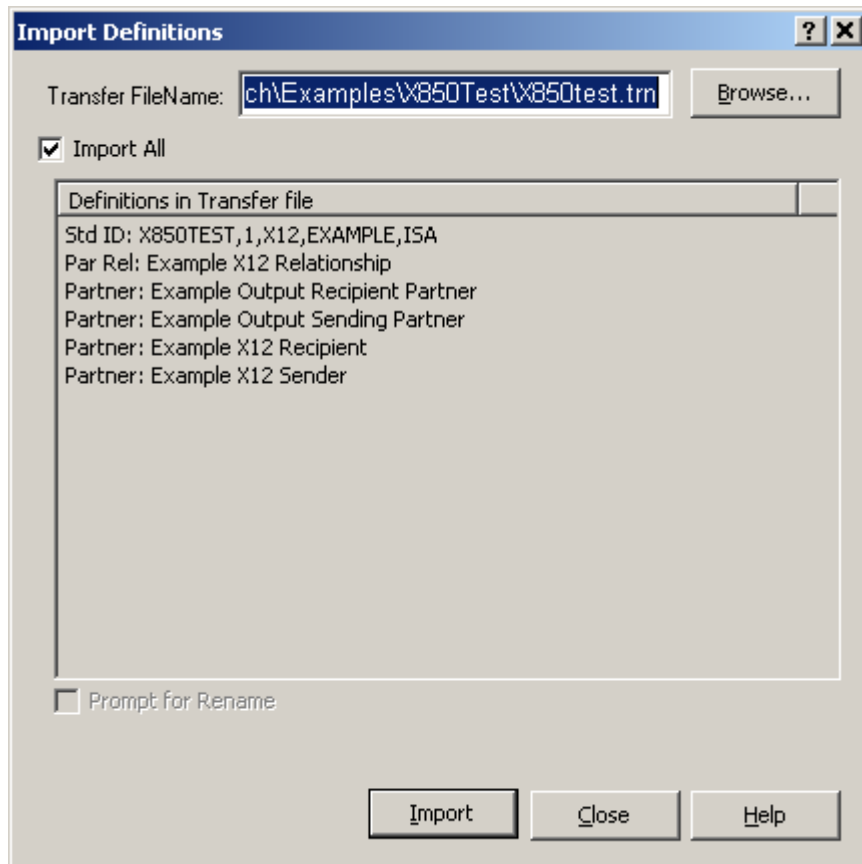 Import Definitions
Transfer FileName: ch\Examples\X850Test\X850test.trn Browse...
Import All
Definitions in Transfer file
Std ID: X850TEST,1,X12,EXAMPLE,ISA
Par Rel: Example X12 Relationship
Partner: Example Output Recipient Partner
Partner: Example Output Sending Partner
Partner: Example X12 Recipient
Partner: Example X12 Sender
Prompt for Rename
Import Close Help